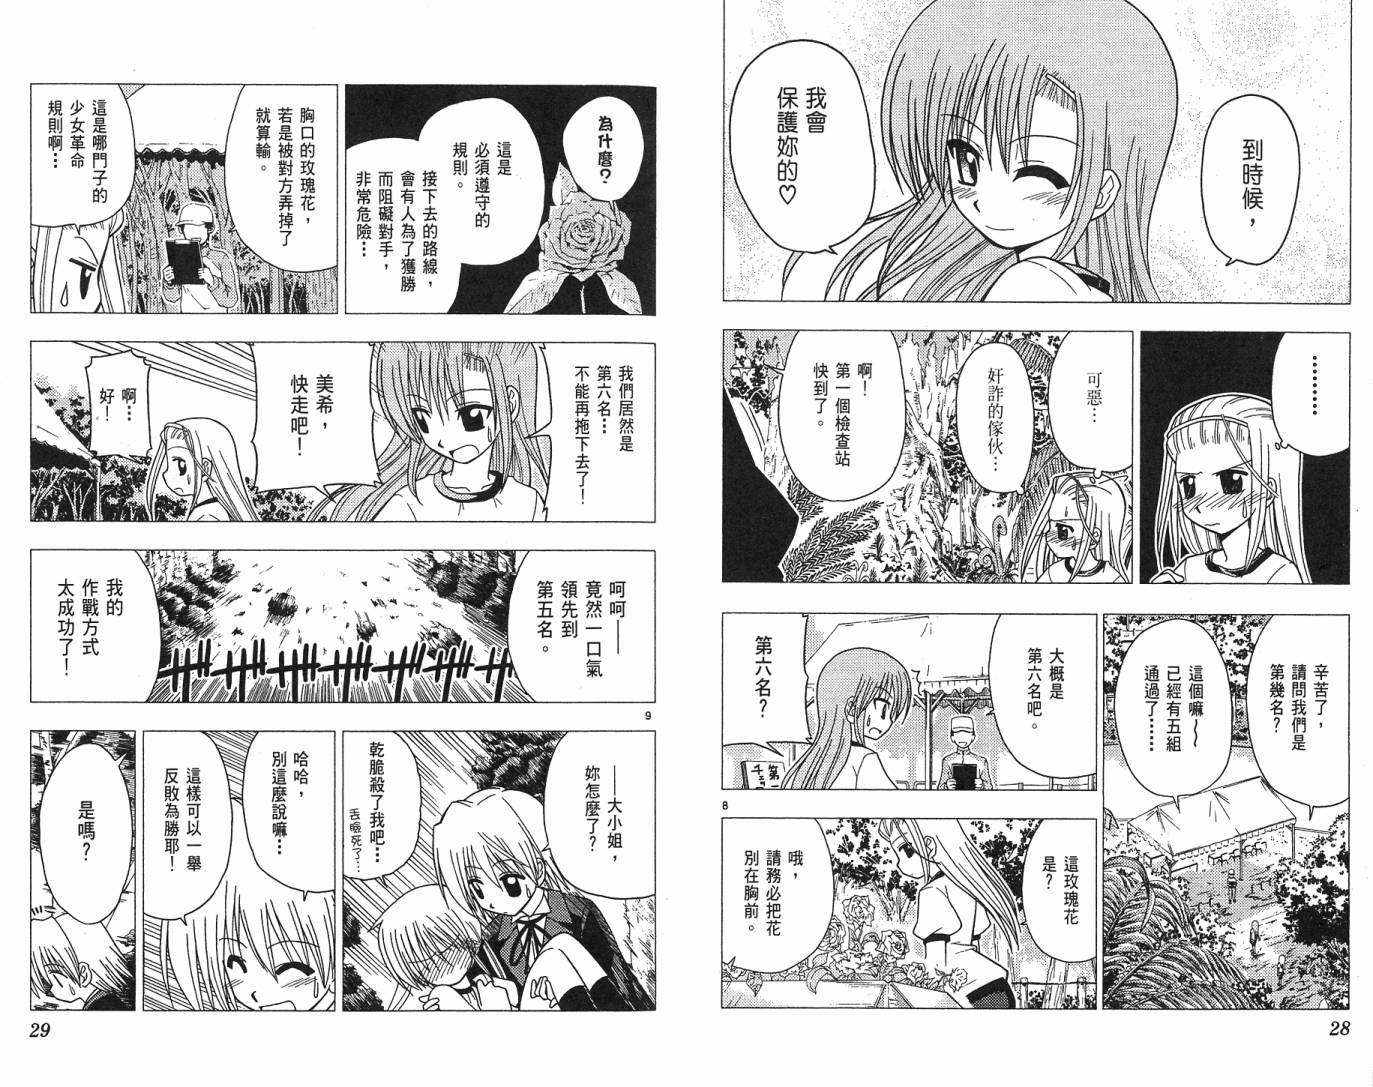 到時候，
我會
保護妳的♡
⋯⋯⋯
可惡⋯
奸詐的傢伙⋯
啊！
第一個檢查站
快到了。
辛苦了，
請問我們是
第幾名？
這個嘛～
已經有五組
通過了⋯⋯
大概是
第六名吧。
第六名？
第一
チェッ
這玫瑰花
是？
哦，
請務必把花
別在胸前。
8
28
為什麼？
這是
必須遵守的
規則。
接下去的路線，
會有人為了獲勝
而阻礙對手，
非常危險⋯
胸口的玫瑰花，
若是被對方弄掉了
就算輸。
這是哪門子的
少女革命
規則啊⋯
我們居然是
第六名⋯
不能再拖下去了！
美希，
快走吧！
啊⋯
好！
呵呵——
竟然一口氣
領先到
第五名。
我的
作戰方式
太成功了！
9
——大小姐，
妳怎麼了？
乾脆殺了我吧⋯
丟臉死了⋯
哈哈，
別這麼說嘛⋯
這樣可以一舉
反敗為勝耶！
是嗎？
29